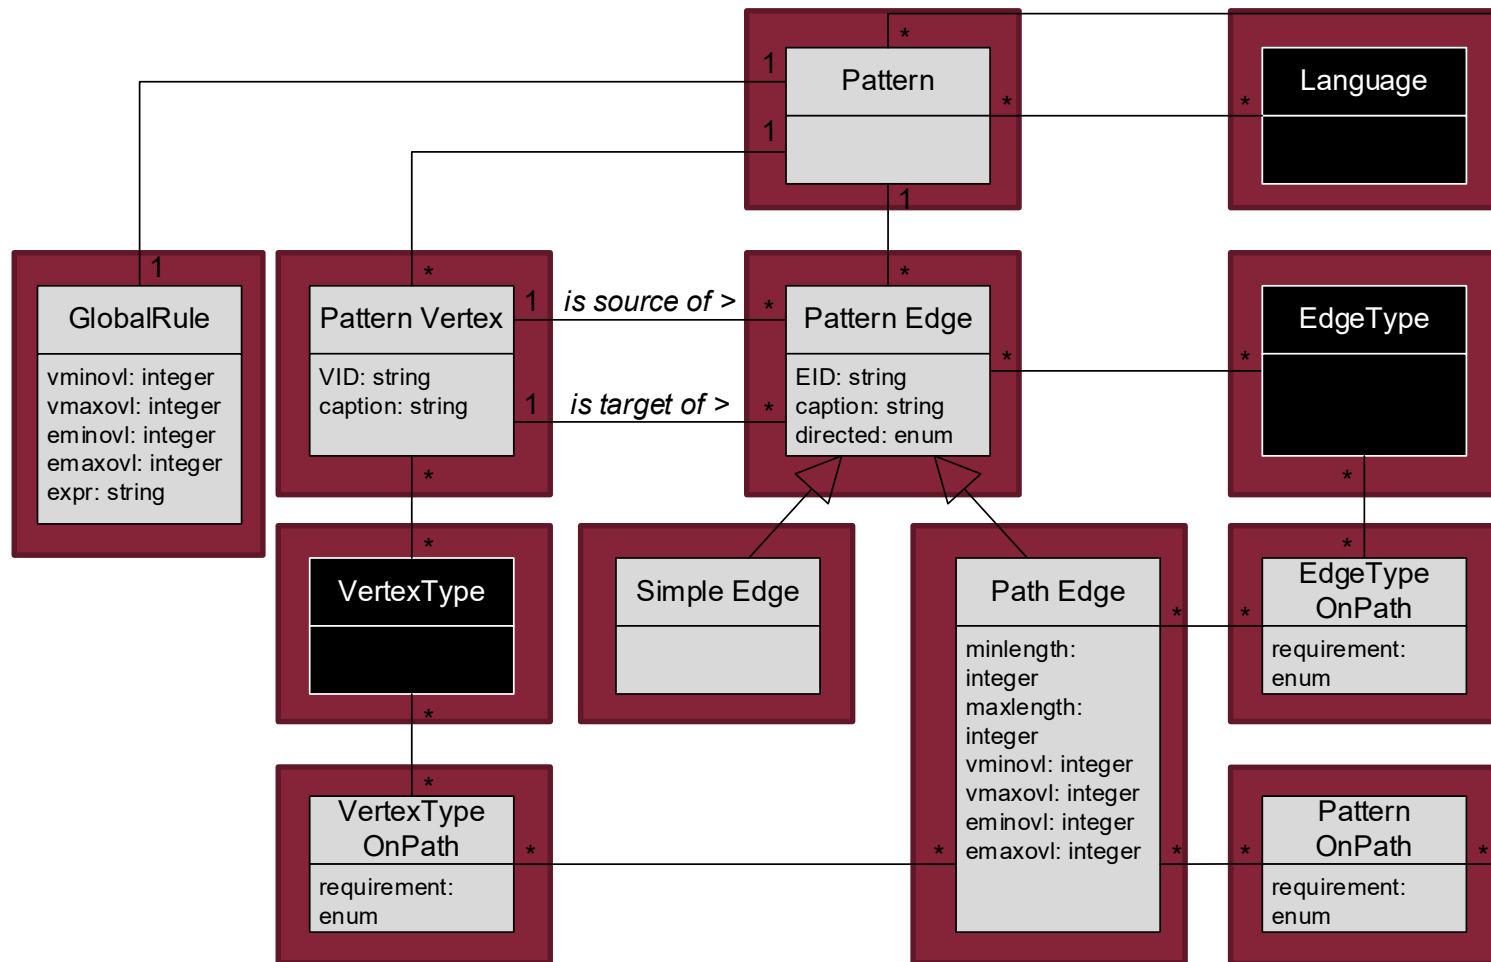 *
1
Pattern
Language
*
*
1
1
1
*
*
GlobalRule
Pattern Vertex
1
is source of >
*
Pattern Edge
EdgeType
vminovl: integer
vmaxovl: integer
eminovl: integer
emaxovl: integer
expr: string
VID: string
caption: string
1
is target of >
*
EID: string
caption: string
directed: enum
*
*
*
*
*
*
VertexType
Simple Edge
Path Edge
EdgeType
OnPath
*
*
minlength:
integer
maxlength:
integer
vminovl: integer
vmaxovl: integer
eminovl: integer
emaxovl: integer
requirement:
enum
*
*
VertexType
OnPath
requirement:
enum
*
*
*
*
Pattern
OnPath
requirement:
enum
*